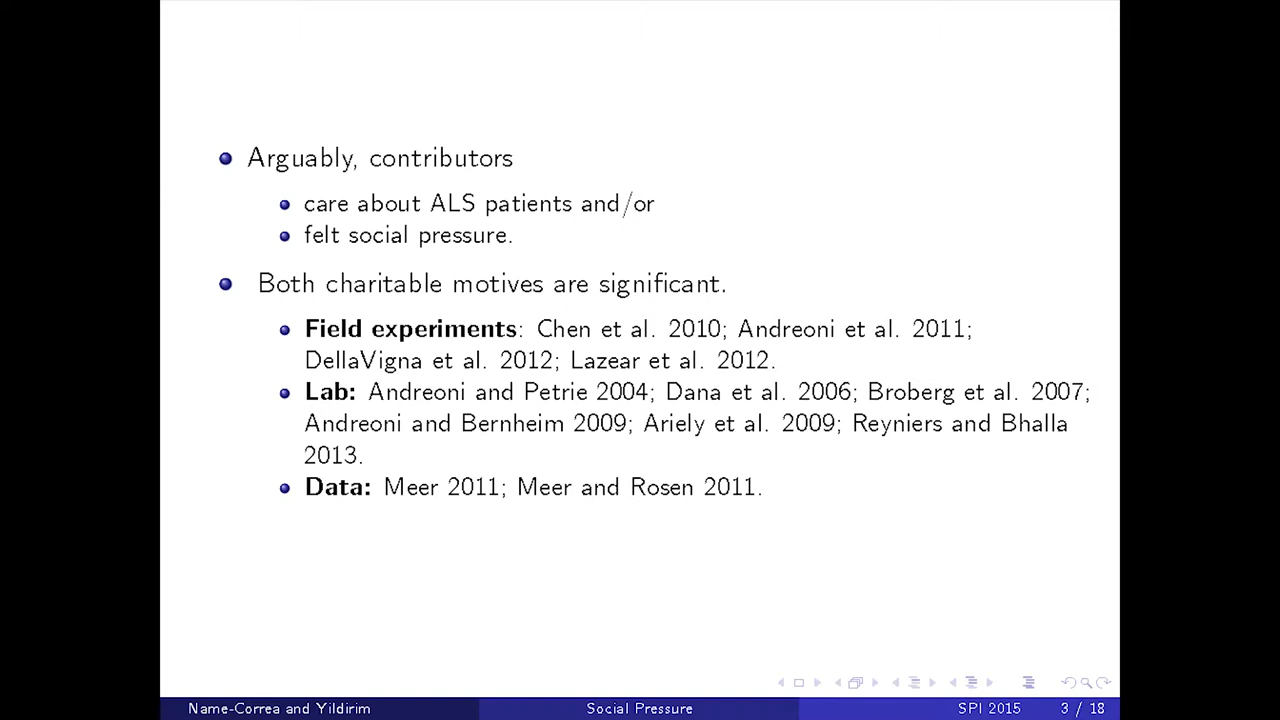 Arguably, contributors
care about ALS patients and/or
felt social pressure.
Both charitable motives are significant.
Field experiments: Chen et al. 2010; Andreoni et al. 2011;
DellaVigna et al. 2012; Lazear et al. 2012.
Lab: Andreoni and Petrie 2004; Dana et al. 2006; Broberg et al. 2007;
Andreoni and Bernheim 2009; Ariely et al. 2009; Reyniers and Bhalla
2013.
Data: Meer 2011; Meer and Rosen 2011.
Name-Correa and Yildirim Social Pressure SPI 2015 3 / 18